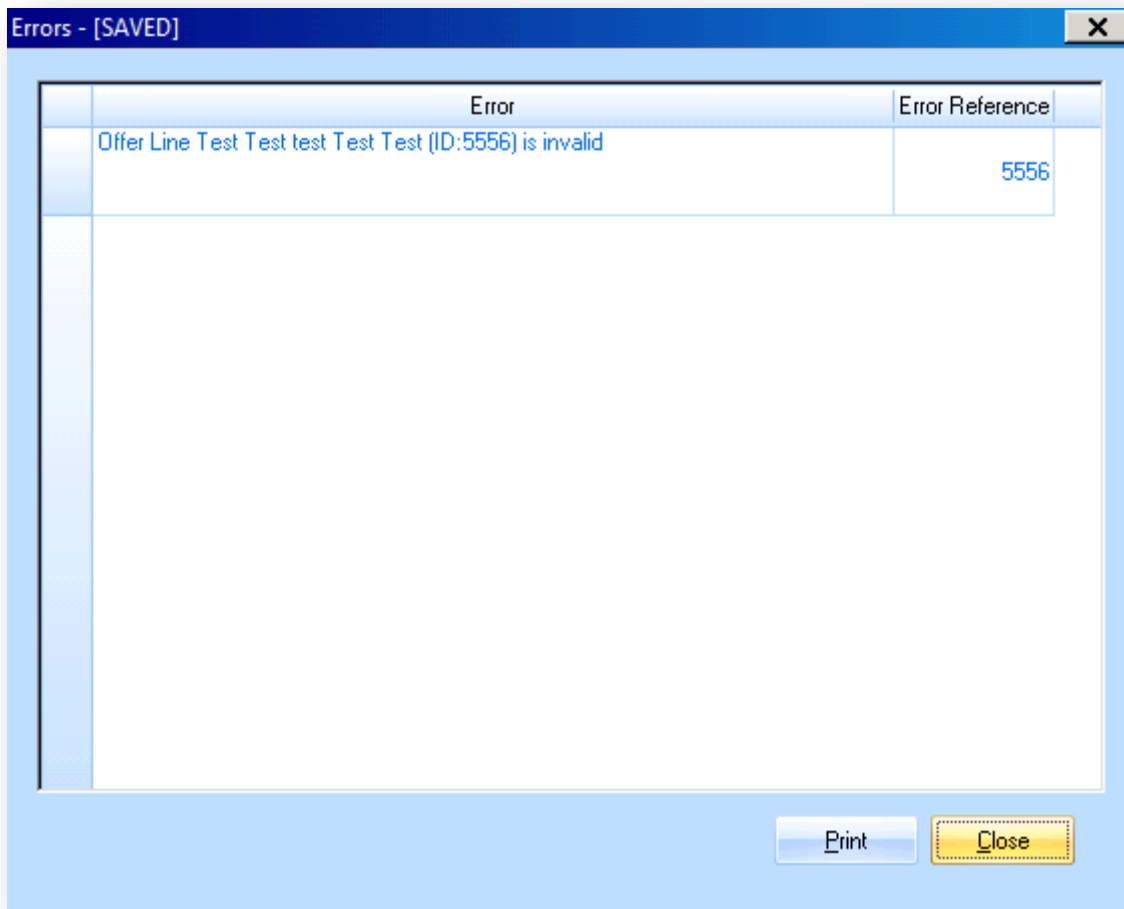 Errors - [SAVED]
Error Error Reference
Offer Line Test Test test Test Test (ID:5556) is invalid
5556
Print Close